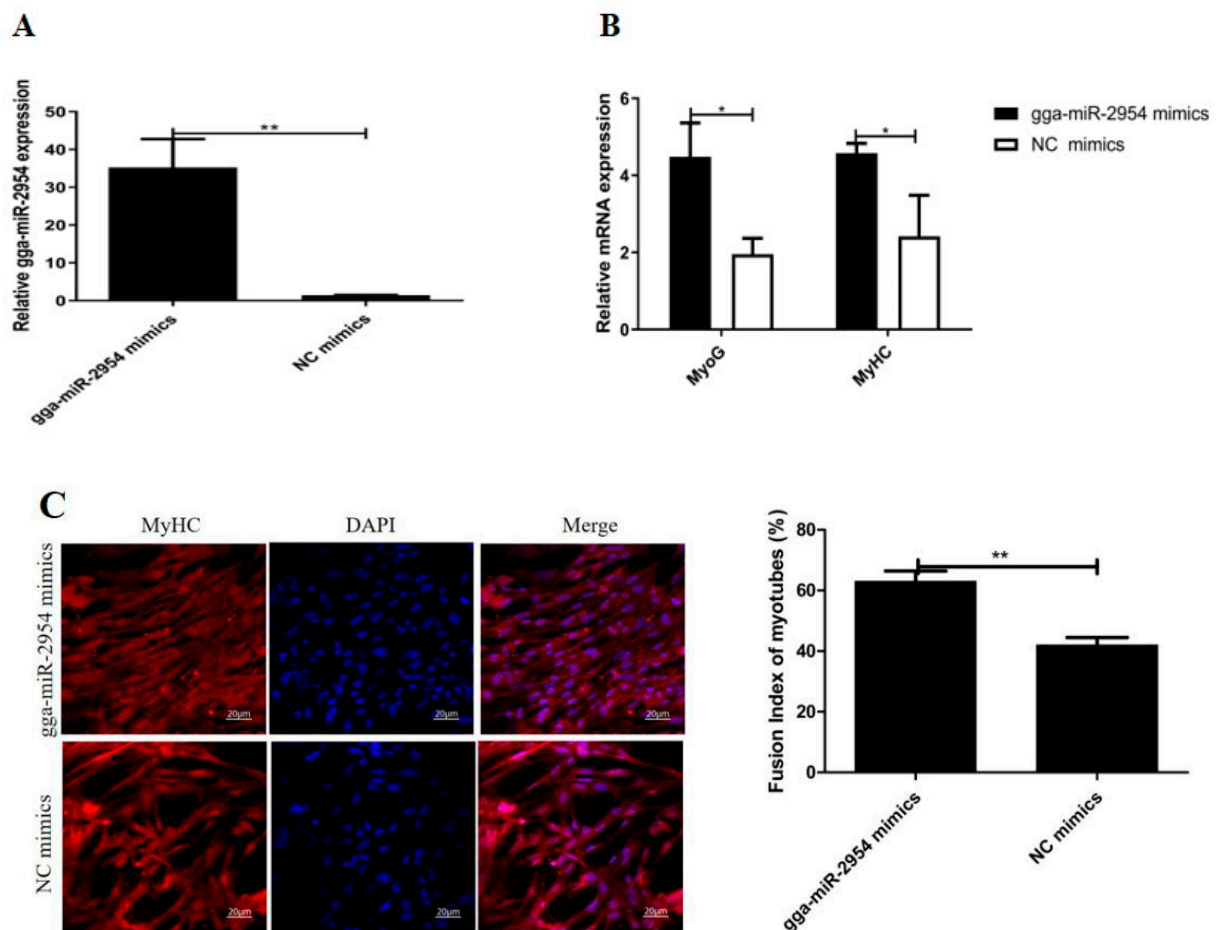 A
Relative gga-miR-2954 expression
50
40
30
20
10
0
**
gga-miR-2954 mimics
NC mimics
B
Relative mRNA expression
6
4
2
0
*
*
MyoG
MyHC
gga-miR-2954 mimics
NC mimics
C
MyHC
DAPI
Merge
gga-miR-2954 mimics
20μm
20μm
20μm
NC mimics
20μm
20μm
20μm
Fusion Index of myotubes (%)
80
60
40
20
0
**
gga-miR-2954 mimics
NC mimics